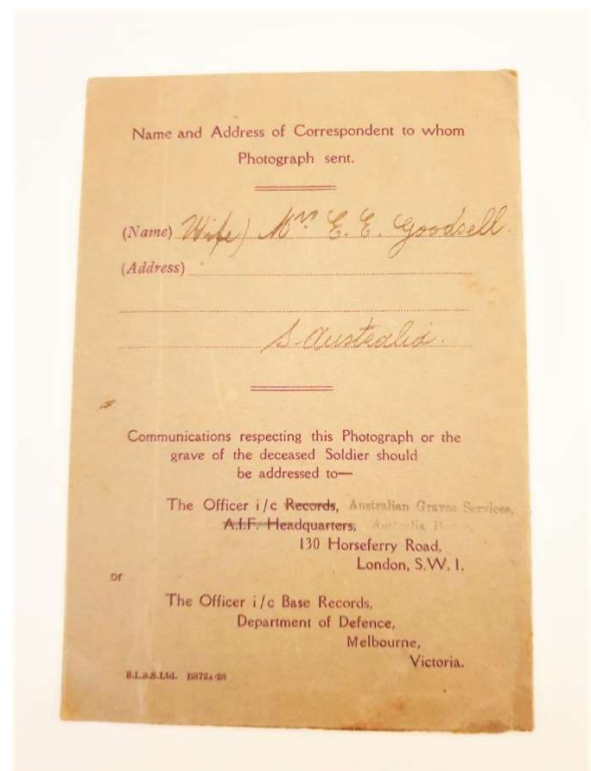 Name and Address of Correspondent to whom
Photograph sent.
(Name) Wife) Mrs E. E. Goodsell.
(Address)
S. Australia.
Communications respecting this Photograph or the
grave of the deceased Soldier should
be addressed to—
The Officer i/c Records, Australian Graves Services,
A.I.F. Headquarters, Australia
130 Horseferry Road,
London, S.W. 1.
or
The Officer i/c Base Records,
Department of Defence,
Melbourne,
Victoria.